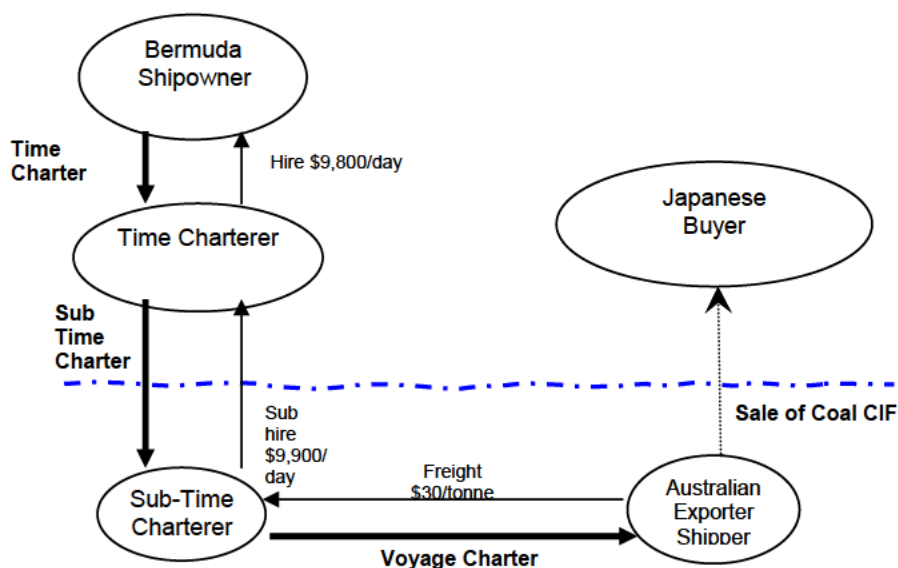 Bermuda
Shipowner
Time
Charter
Hire $9,800/day
Time Charterer
Japanese
Buyer
Sub
Time
Charter
Sale of Coal CIF
Sub
hire
$9,900/
day
Freight
$30/tonne
Sub-Time
Charterer
Australian
Exporter
Shipper
Voyage Charter